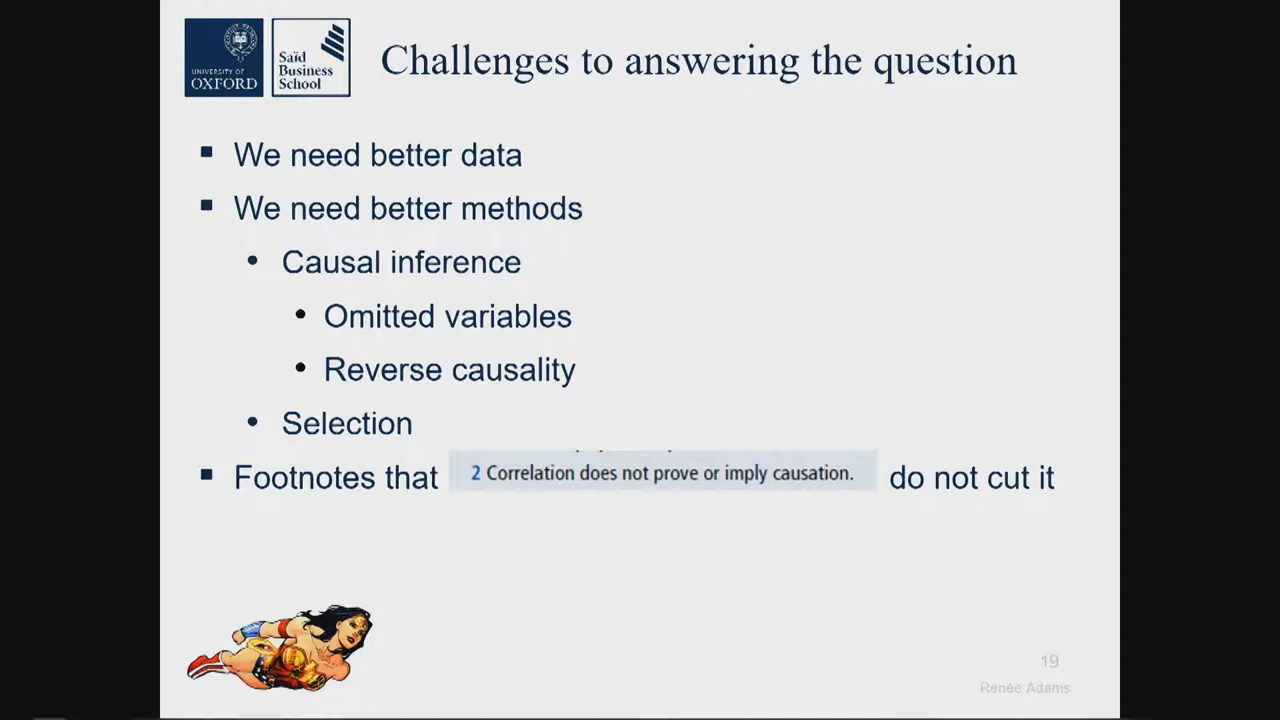 UNIVERSITY OF
OXFORD
Saïd
Business
School
Challenges to answering the question
We need better data
We need better methods
Causal inference
Omitted variables
Reverse causality
Selection
Footnotes that 2 Correlation does not prove or imply causation. do not cut it
19
Renée Adams